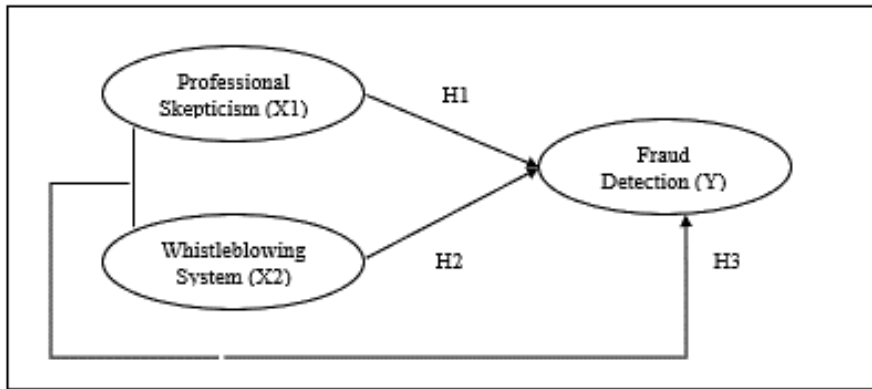 Professional
Skepticism (X1)
H1
Fraud
Detection (Y)
Whistleblowing
System (X2)
H2
H3